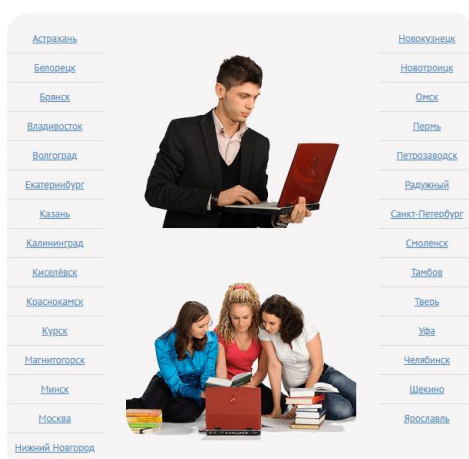 Астрахань
Белорецк
Брянск
Владивосток
Волгоград
Екатеринбург
Казань
Калининград
Киселёвск
Краснокамск
Курск
Магнитогорск
Минск
Москва
Нижний Новгород
Новокузнецк
Новотроицк
Омск
Пермь
Петрозаводск
Радужный
Санкт-Петербург
Смоленск
Тамбов
Тверь
Уфа
Челябинск
Щекино
Ярославль